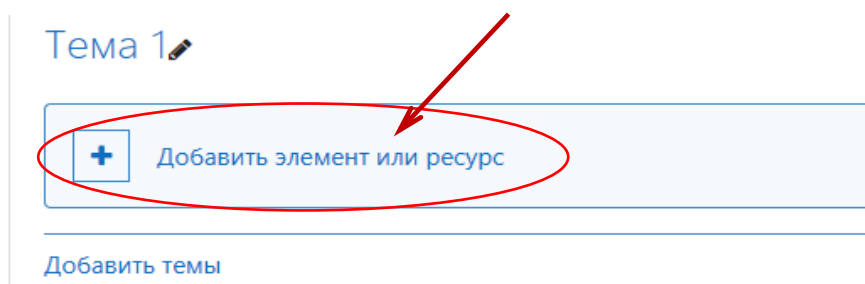 Тема 1
Добавить элемент или ресурс
Добавить темы